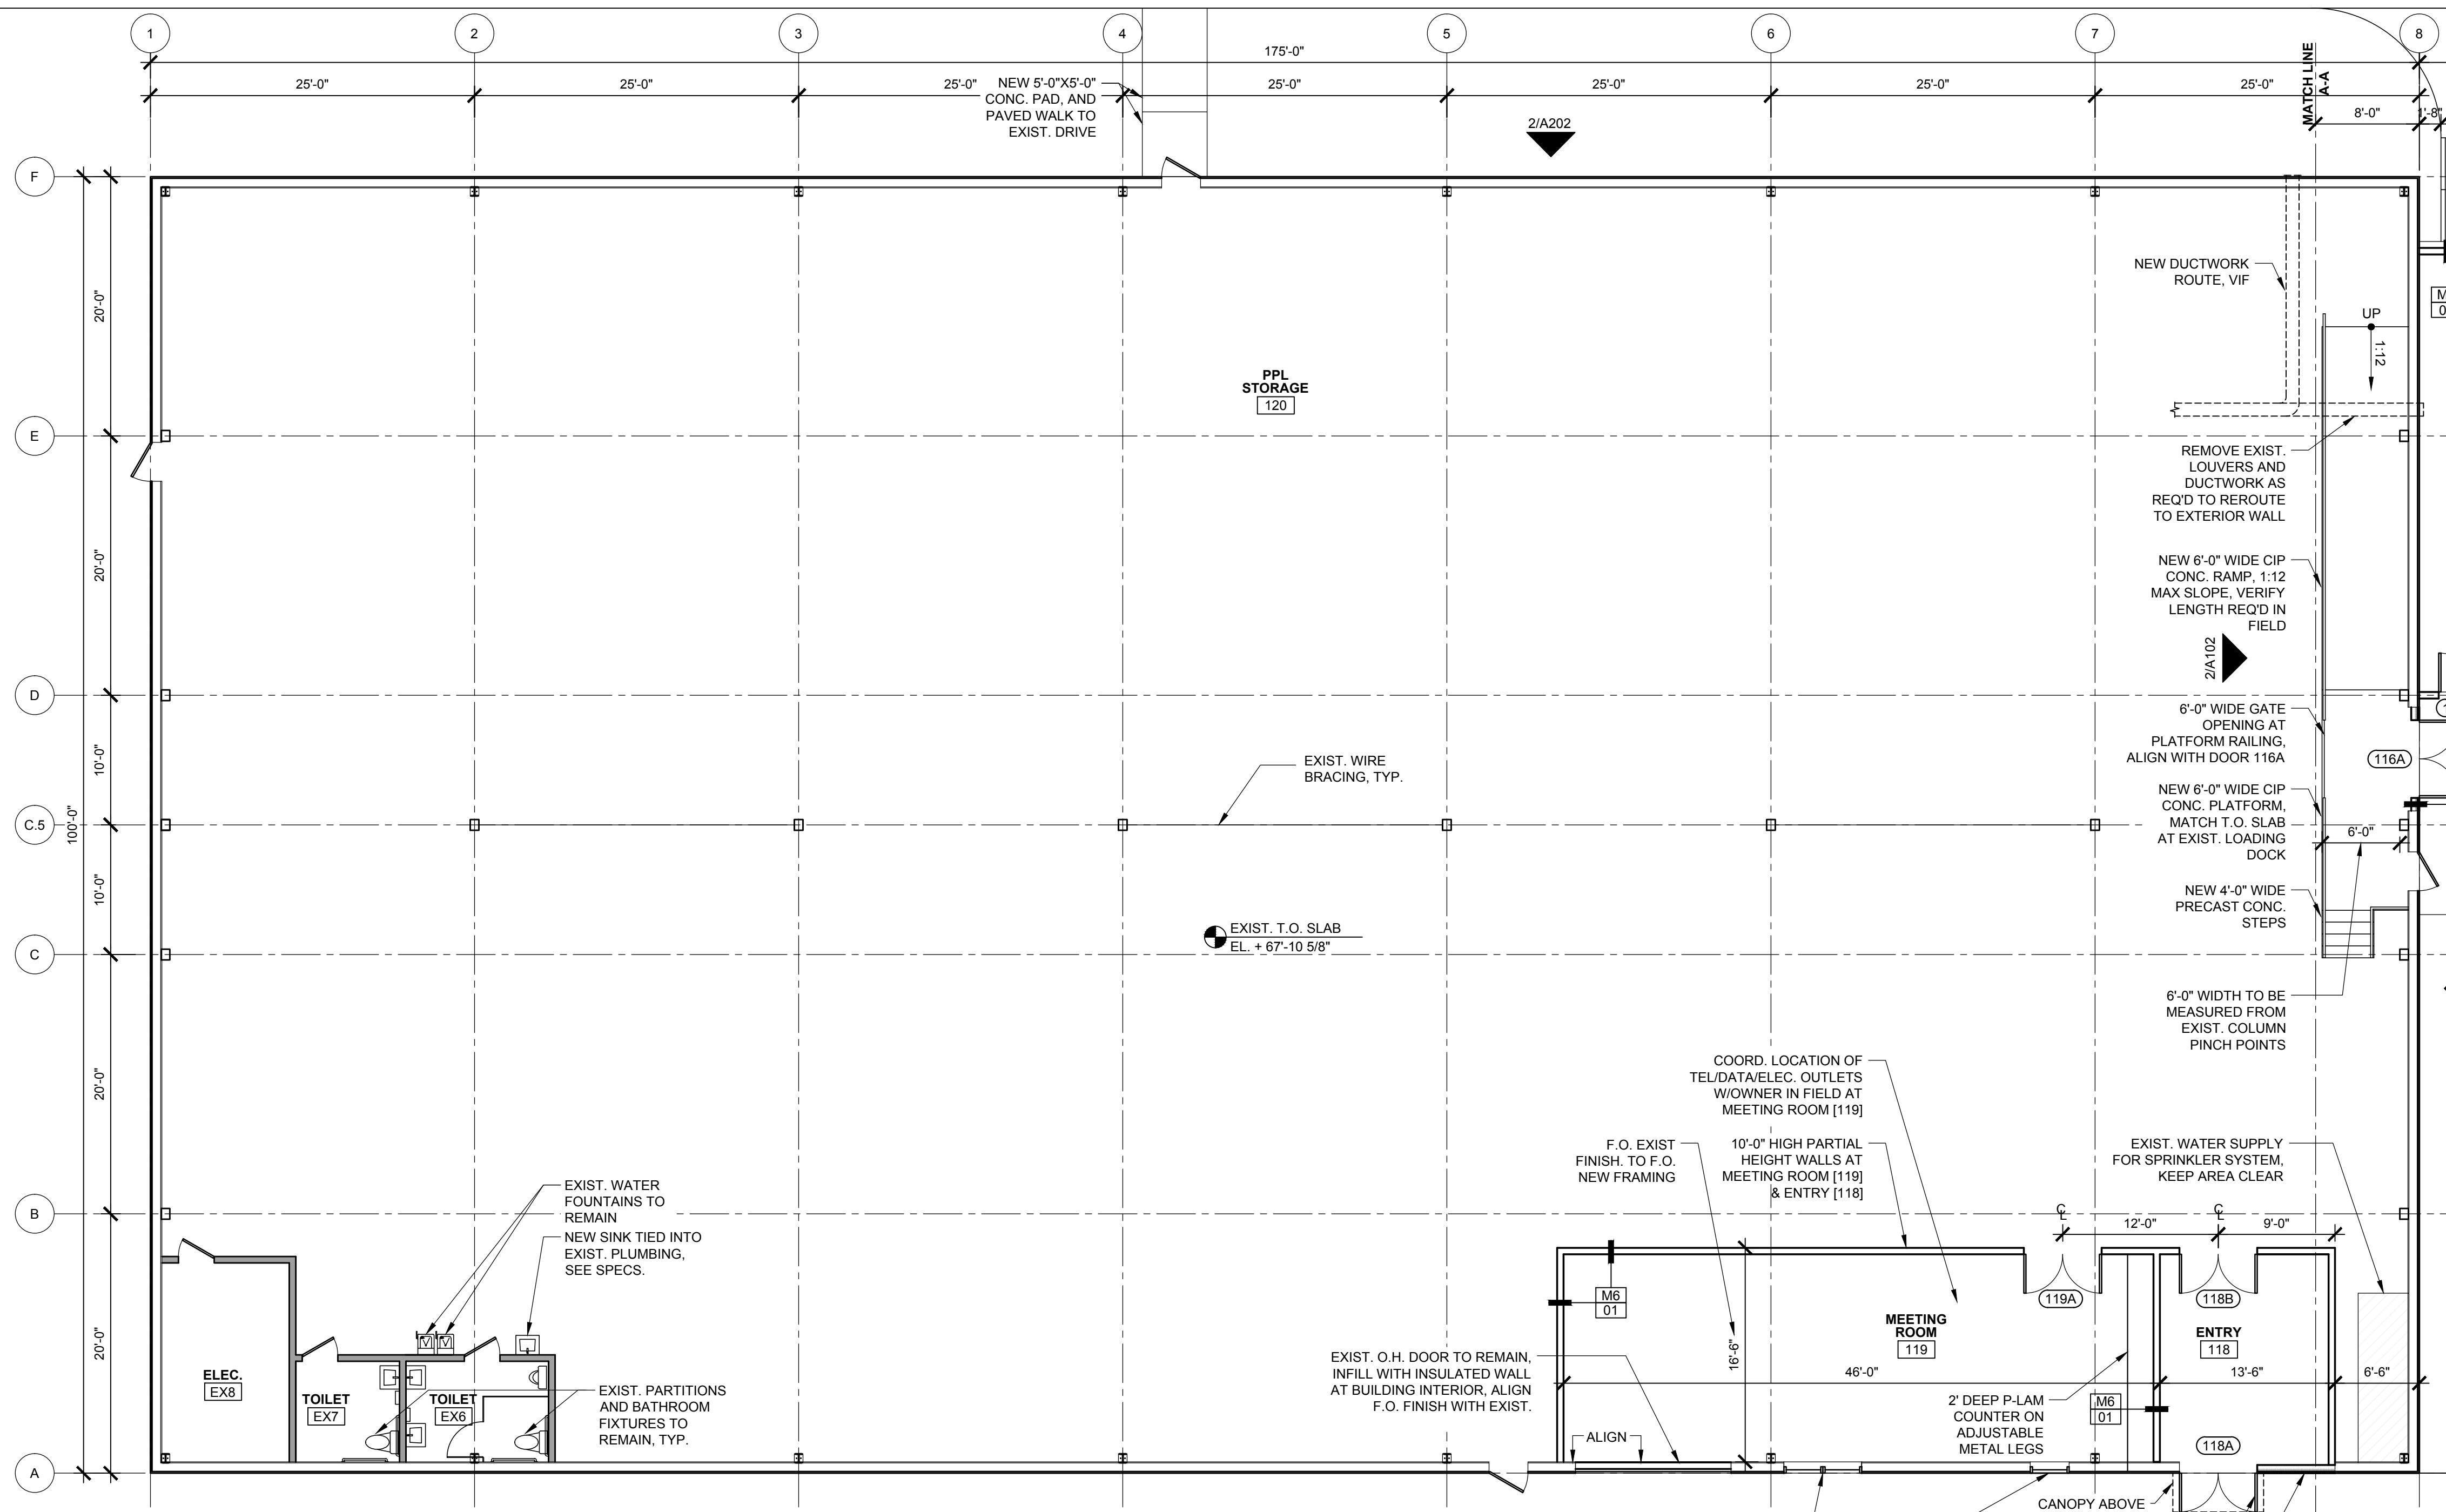 1
2
3
4
5
6
7
8
175'-0"
25'-0"
25'-0"
25'-0"
25'-0"
25'-0"
25'-0"
25'-0"
MATCH LINE
A-A
8'-0"
1'-8"
NEW 5'-0"X5'-0"
CONC. PAD, AND
PAVED WALK TO
EXIST. DRIVE
2/A202
F
E
D
C.5
C
B
A
20'-0"
20'-0"
10'-0"
100'-0"
10'-0"
20'-0"
20'-0"
NEW DUCTWORK
ROUTE, VIF
UP
1:12
PPL
STORAGE
120
REMOVE EXIST.
LOUVERS AND
DUCTWORK AS
REQ'D TO REROUTE
TO EXTERIOR WALL
NEW 6'-0" WIDE CIP
CONC. RAMP, 1:12
MAX SLOPE, VERIFY
LENGTH REQ'D IN
FIELD
2/A102
6'-0" WIDE GATE
OPENING AT
PLATFORM RAILING,
ALIGN WITH DOOR 116A
116A
EXIST. WIRE
BRACING, TYP.
NEW 6'-0" WIDE CIP
CONC. PLATFORM,
MATCH T.O. SLAB
AT EXIST. LOADING
DOCK
6'-0"
NEW 4'-0" WIDE
PRECAST CONC.
STEPS
EXIST. T.O. SLAB
EL. + 67'-10 5/8"
6'-0" WIDTH TO BE
MEASURED FROM
EXIST. COLUMN
PINCH POINTS
COORD. LOCATION OF
TEL/DATA/ELEC. OUTLETS
W/OWNER IN FIELD AT
MEETING ROOM [119]
F.O. EXIST
FINISH. TO F.O.
NEW FRAMING
10'-0" HIGH PARTIAL
HEIGHT WALLS AT
MEETING ROOM [119]
& ENTRY [118]
EXIST. WATER SUPPLY
FOR SPRINKLER SYSTEM,
KEEP AREA CLEAR
EXIST. WATER
FOUNTAINS TO
REMAIN
NEW SINK TIED INTO
EXIST. PLUMBING,
SEE SPECS.
CL
12'-0"
CL
9'-0"
M6
01
119A
118B
MEETING
ROOM
119
ENTRY
118
16'-6"
46'-0"
13'-6"
6'-6"
EXIST. O.H. DOOR TO REMAIN,
INFILL WITH INSULATED WALL
AT BUILDING INTERIOR, ALIGN
F.O. FINISH WITH EXIST.
ELEC.
EX8
TOILET
EX7
TOILET
EX6
EXIST. PARTITIONS
AND BATHROOM
FIXTURES TO
REMAIN, TYP.
2' DEEP P-LAM
COUNTER ON
ADJUSTABLE
METAL LEGS
M6
01
ALIGN
118A
CANOPY ABOVE